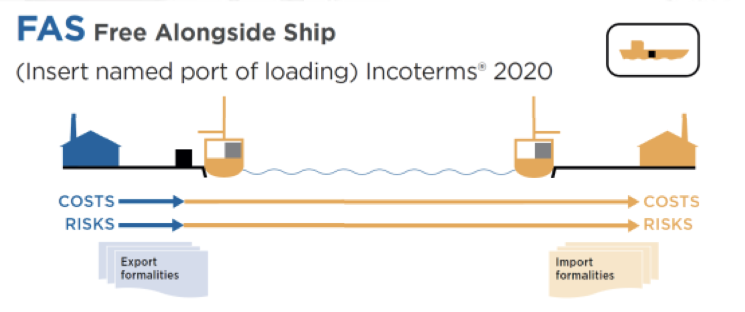 FAS Free Alongside Ship
(Insert named port of loading) Incoterms® 2020
COSTS COSTS
RISKS RISKS
Export
formalities
Import
formalities